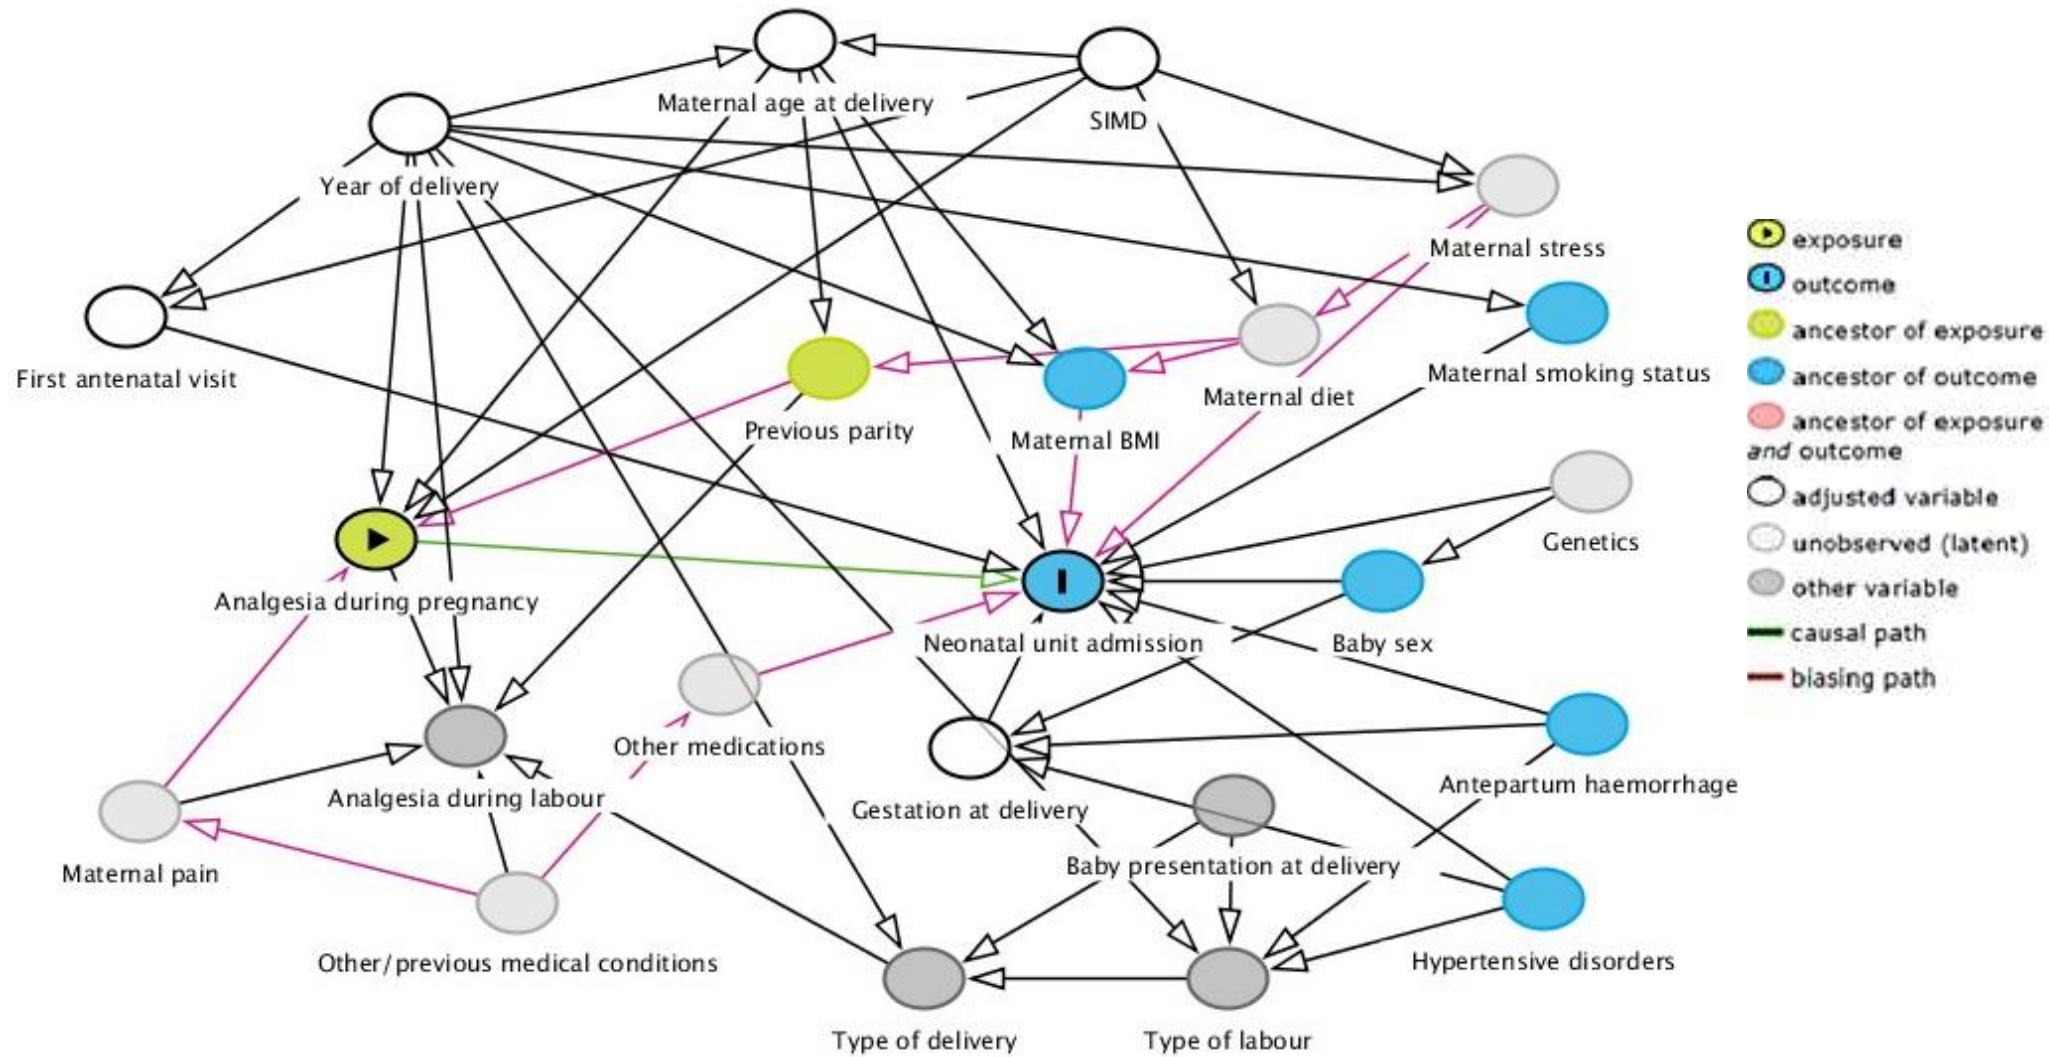 Maternal age at delivery
SIMD
Year of delivery
Maternal stress
First antenatal visit
Maternal smoking status
Maternal diet
Previous parity
Maternal BMI
Genetics
Analgesia during pregnancy
Neonatal unit admission
Baby sex
Other medications
Antepartum haemorrhage
Analgesia during labour
Gestation at delivery
Maternal pain
Baby presentation at delivery
Other/previous medical conditions
Hypertensive disorders
Type of delivery
Type of labour
exposure
outcome
ancestor of exposure
ancestor of outcome
ancestor of exposure
and outcome
adjusted variable
unobserved (latent)
other variable
causal path
biasing path